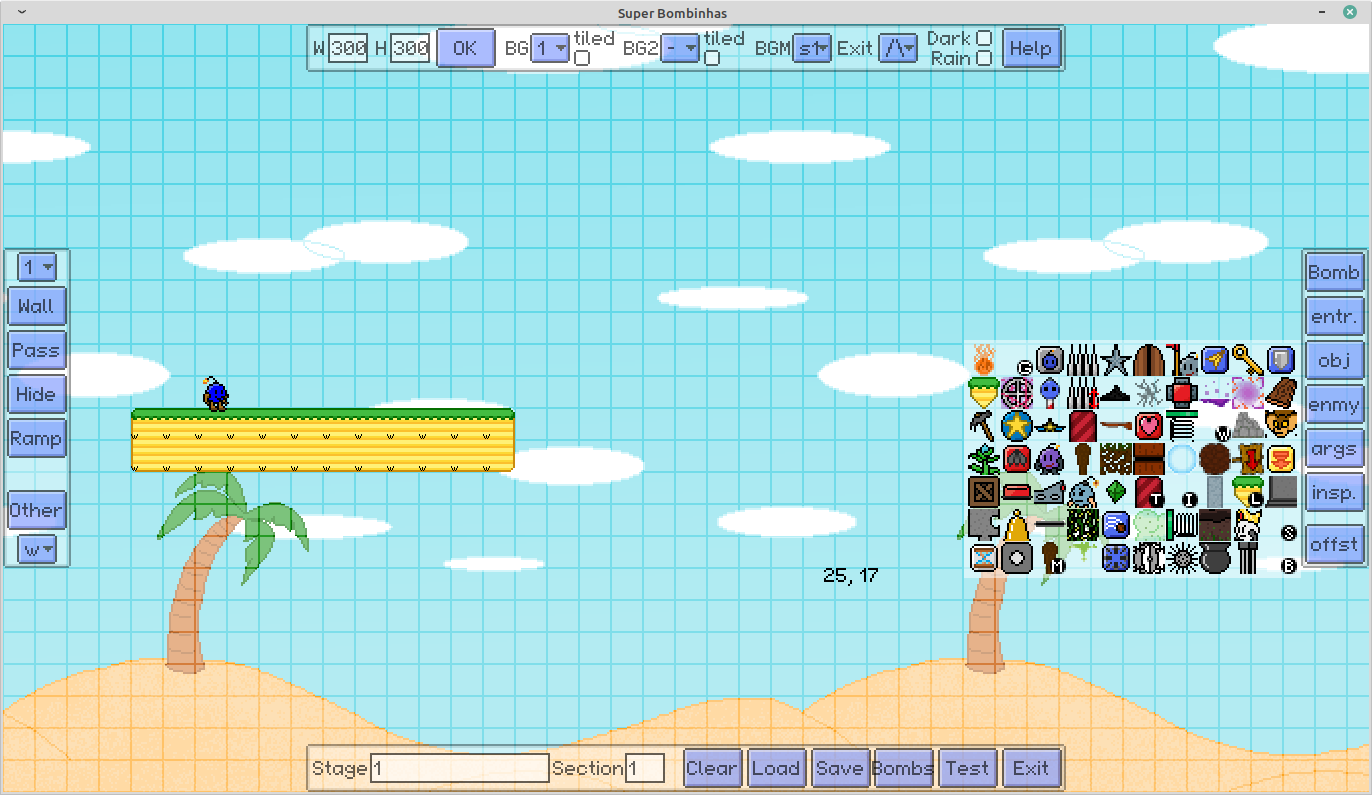 Super Bombinhas
W 300 H 300 OK BG 1 tiled BG2 - tiled BGM s1 Exit /\ Dark Rain Help
1
Wall
Pass
Hide
Ramp
Other
w
Bomb
entr.
obj
enmy
args
insp.
offst
G
W
T
I
L
S
M
B
25, 17
Stage 1 Section 1 Clear Load Save Bombs Test Exit